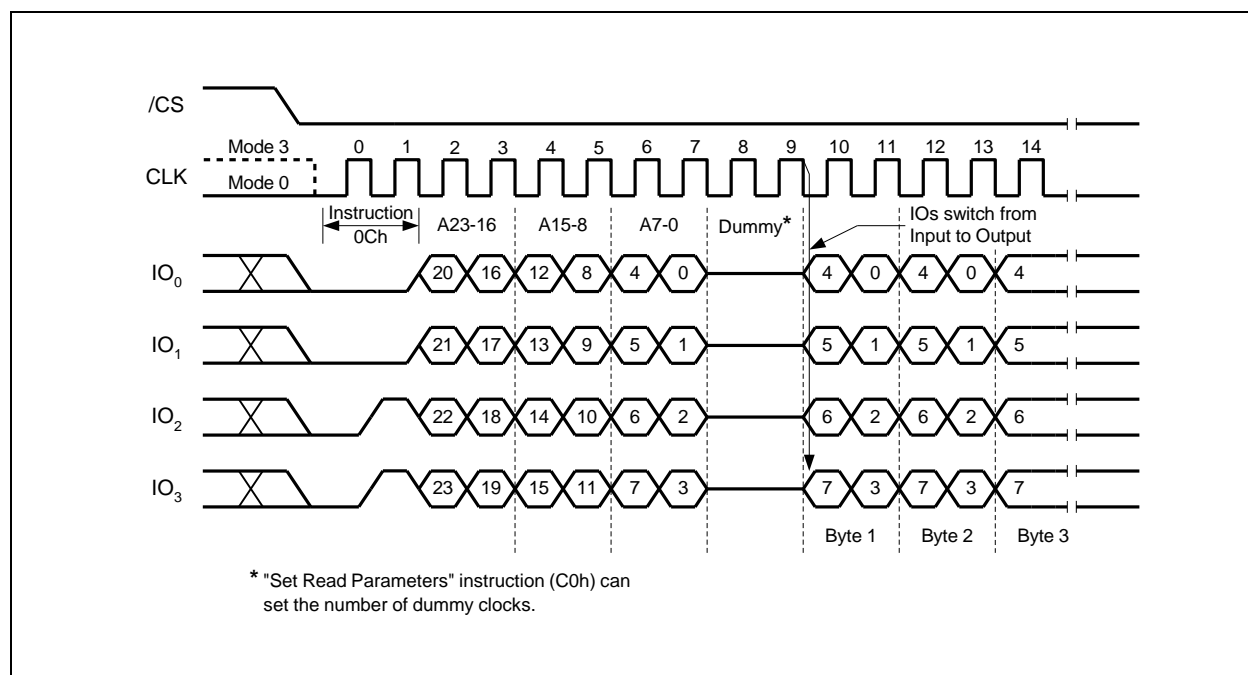 /CS
Mode 3 0 1 2 3 4 5 6 7 8 9 10 11 12 13 14
CLK
Mode 0
Instruction
0Ch
A23-16 A15-8 A7-0 Dummy*
IOs switch from
Input to Output
IO0 20 16 12 8 4 0 4 0 4 0 4
IO1 21 17 13 9 5 1 5 1 5 1 5
IO2 22 18 14 10 6 2 6 2 6 2 6
IO3 23 19 15 11 7 3 7 3 7 3 7
Byte 1 Byte 2 Byte 3
* "Set Read Parameters" instruction (C0h) can
set the number of dummy clocks.